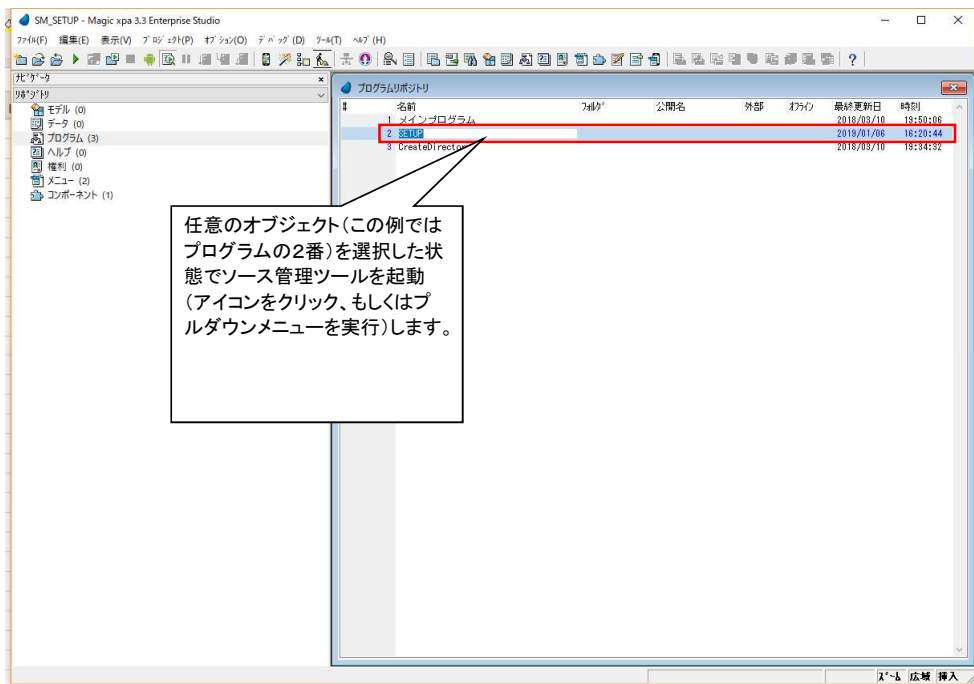 SM_SETUP - Magic xpa 3.3 Enterprise Studio
ﾌｧｲﾙ(F) 編集(E) 表示(V) ﾌﾟﾛｼﾞｪｸﾄ(P) ｵﾌﾟｼｮﾝ(O) ﾃﾞﾊﾞｯｸﾞ(D) ﾂｰﾙ(T) ﾍﾙﾌﾟ(H)
ﾅﾋﾞｹﾞｰﾀ
ﾘﾎﾟｼﾞﾄﾘ
モデル (0)
データ (0)
プログラム (3)
ヘルプ (0)
権利 (0)
メニュー (2)
コンポーネント (1)
プログラムリポジトリ
# 名前 ﾌｫﾙﾀﾞ 公開名 外部 ｵﾌﾗｲﾝ 最終更新日 時刻
1 メインプログラム 2018/03/10 19:50:06
2 SETUP 2018/01/06 16:20:44
3 CreateDirector 2018/03/10 19:34:32
任意のオブジェクト（この例では
プログラムの２番）を選択した状
態でソース管理ツールを起動
（アイコンをクリック、もしくはプ
ルダウンメニューを実行）します。
ｽﾞｰﾑ 広域 挿入